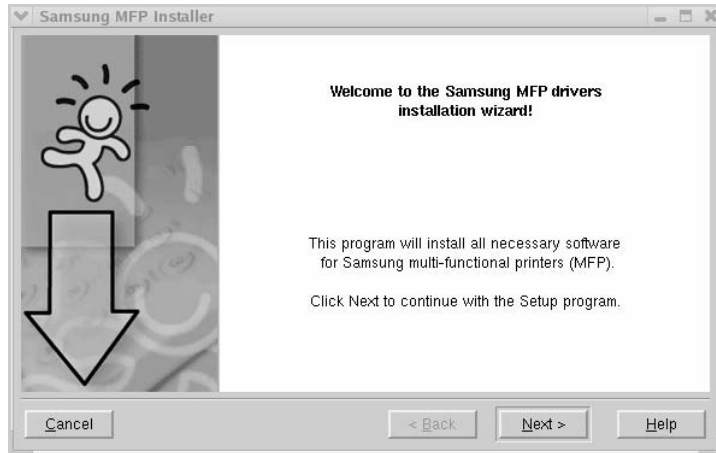 Samsung MFP Installer
Welcome to the Samsung MFP drivers
installation wizard!
This program will install all necessary software
for Samsung multi-functional printers (MFP).
Click Next to continue with the Setup program.
Cancel
< Back
Next >
Help